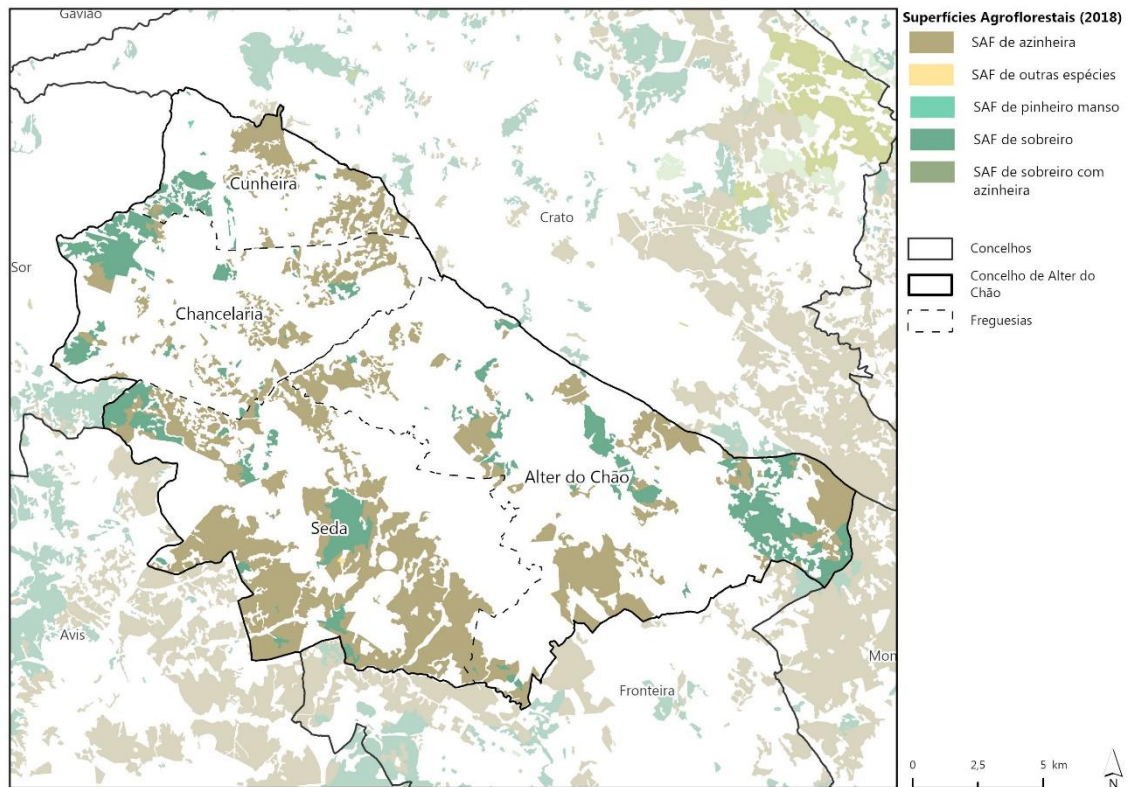 Gavião
Cunheira
Crato
Sor
Chancelaria
Alter do Chão
Seda
Avis
Mon
Fronteira
Superfícies Agroflorestais (2018)
SAF de azinheira
SAF de outras espécies
SAF de pinheiro manso
SAF de sobreiro
SAF de sobreiro com
azinheira
Concelhos
Concelho de Alter do
Chão
Freguesias
0 2,5 5 km
N